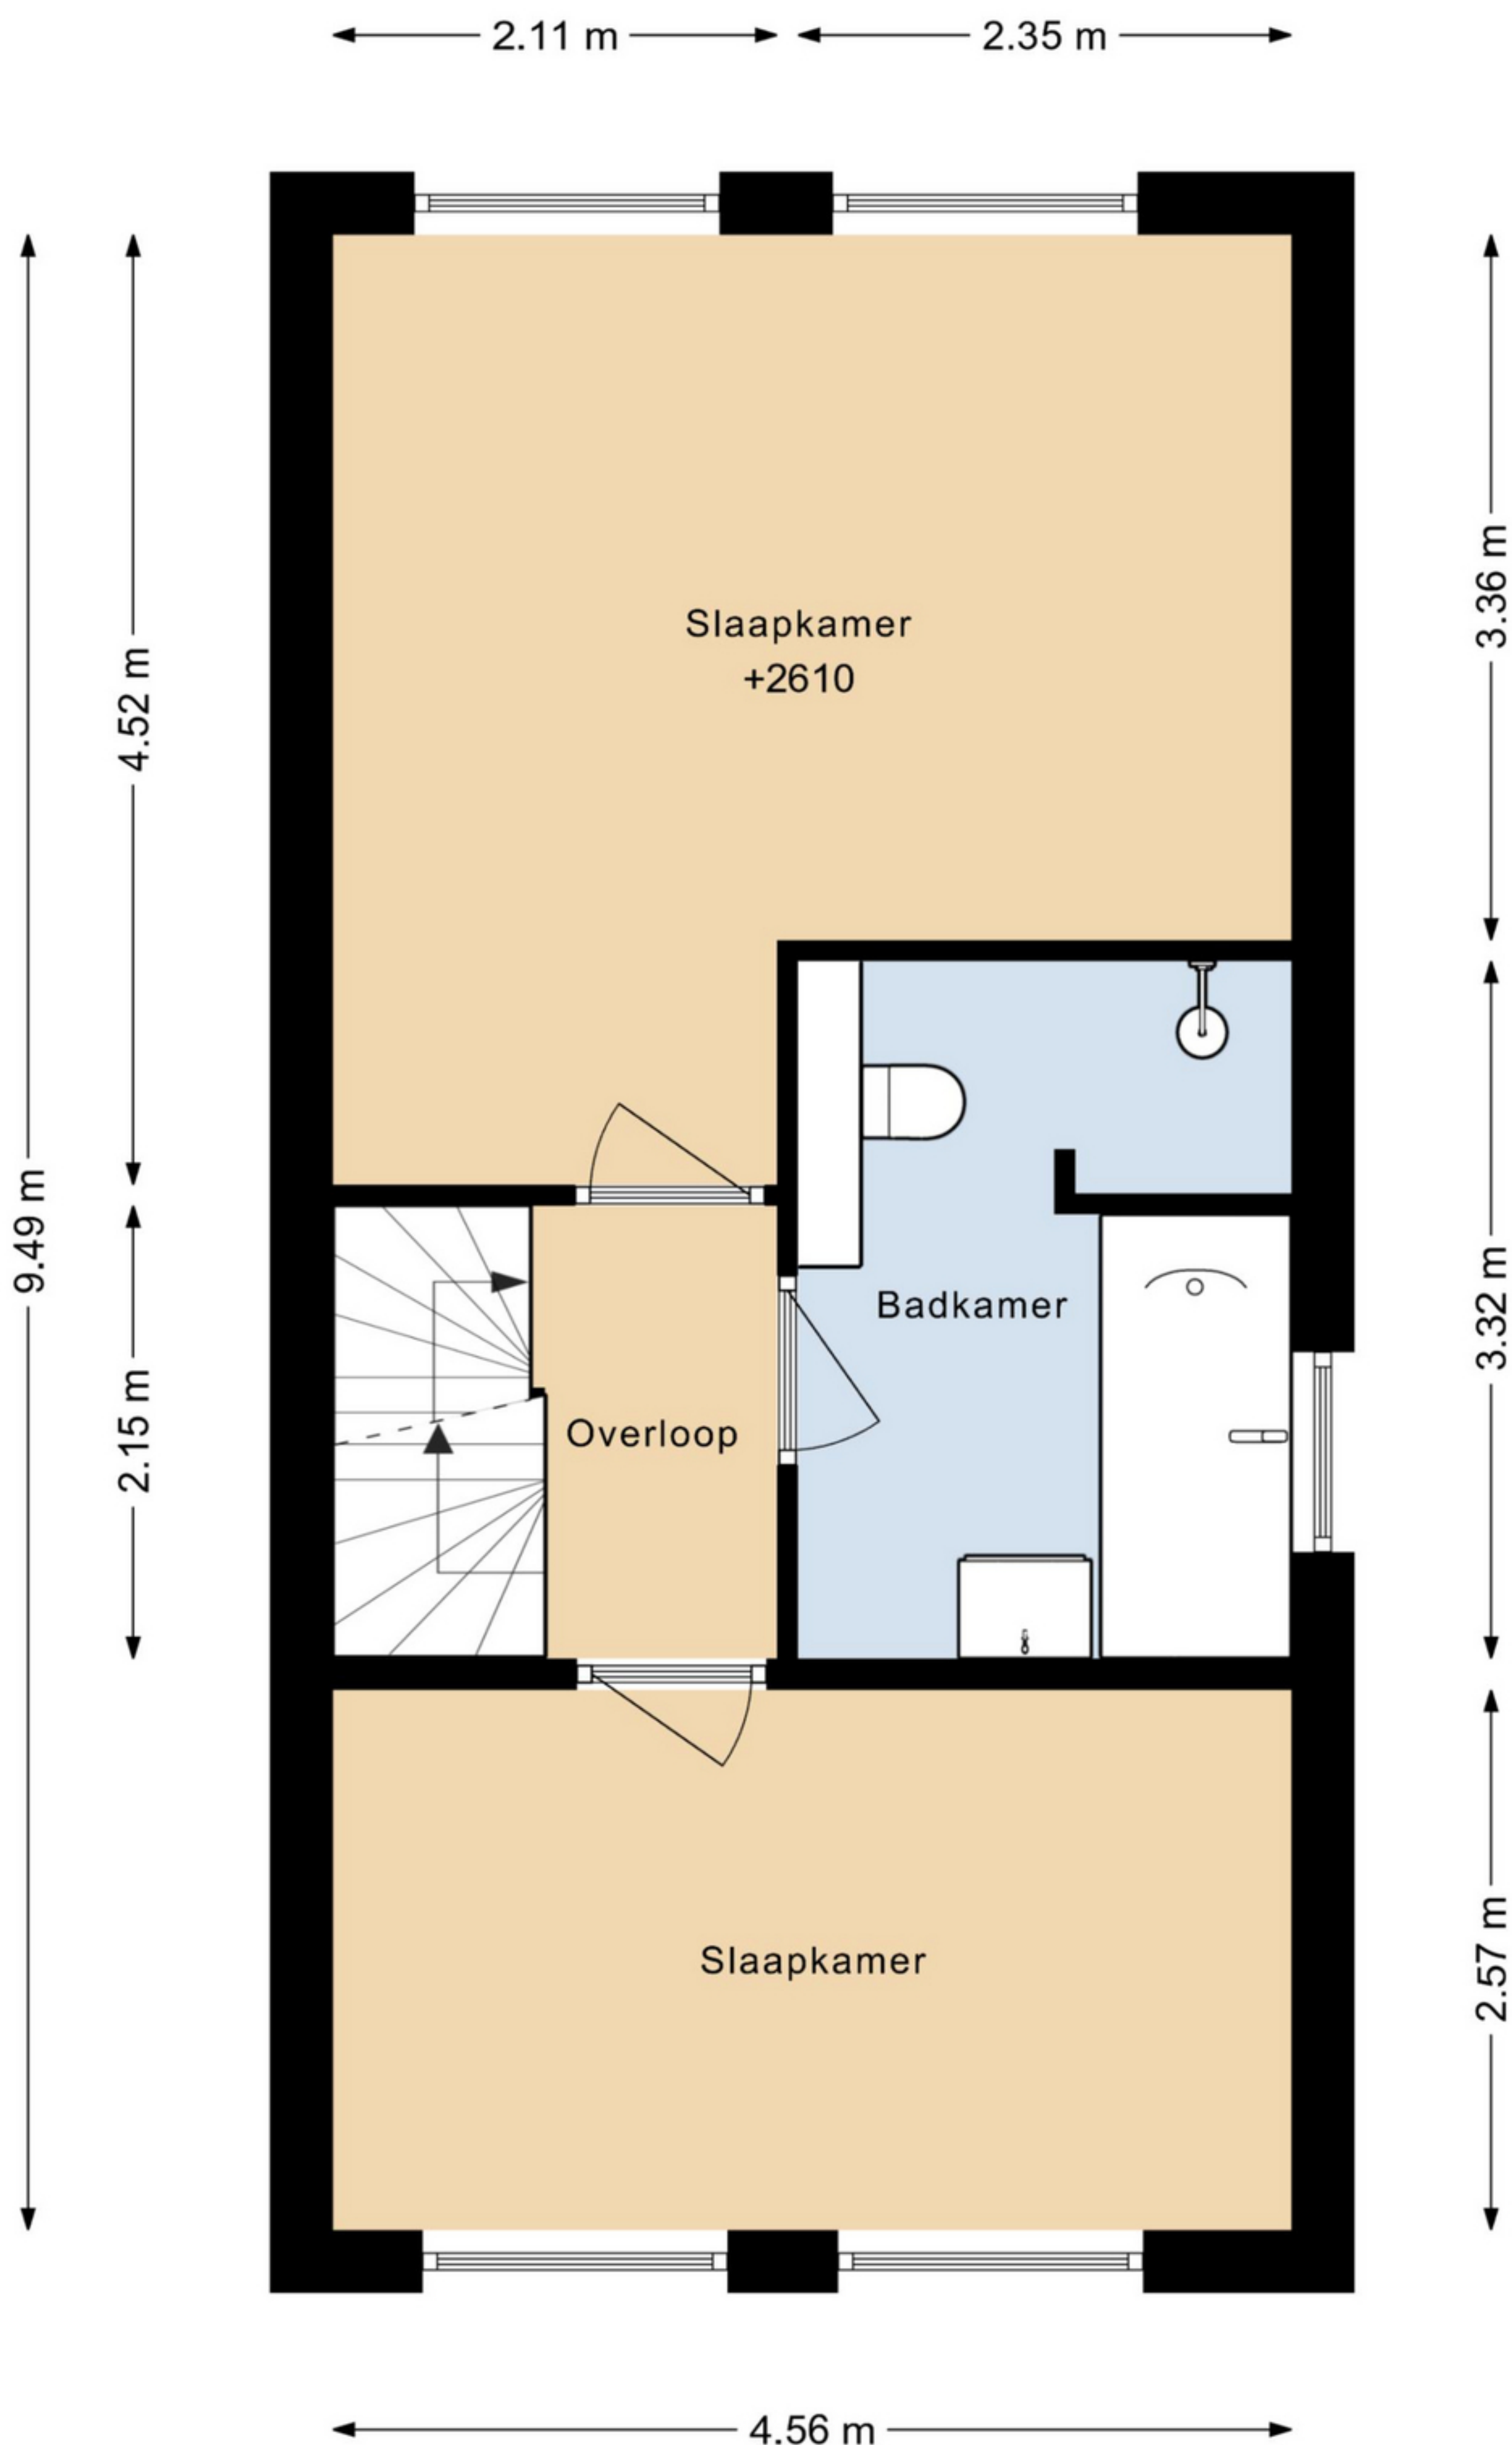 2.11 m
2.35 m
3.36 m
4.52 m
Slaapkamer
+2610
9.49 m
3.32 m
Badkamer
2.15 m
Overloop
2.57 m
Slaapkamer
4.56 m